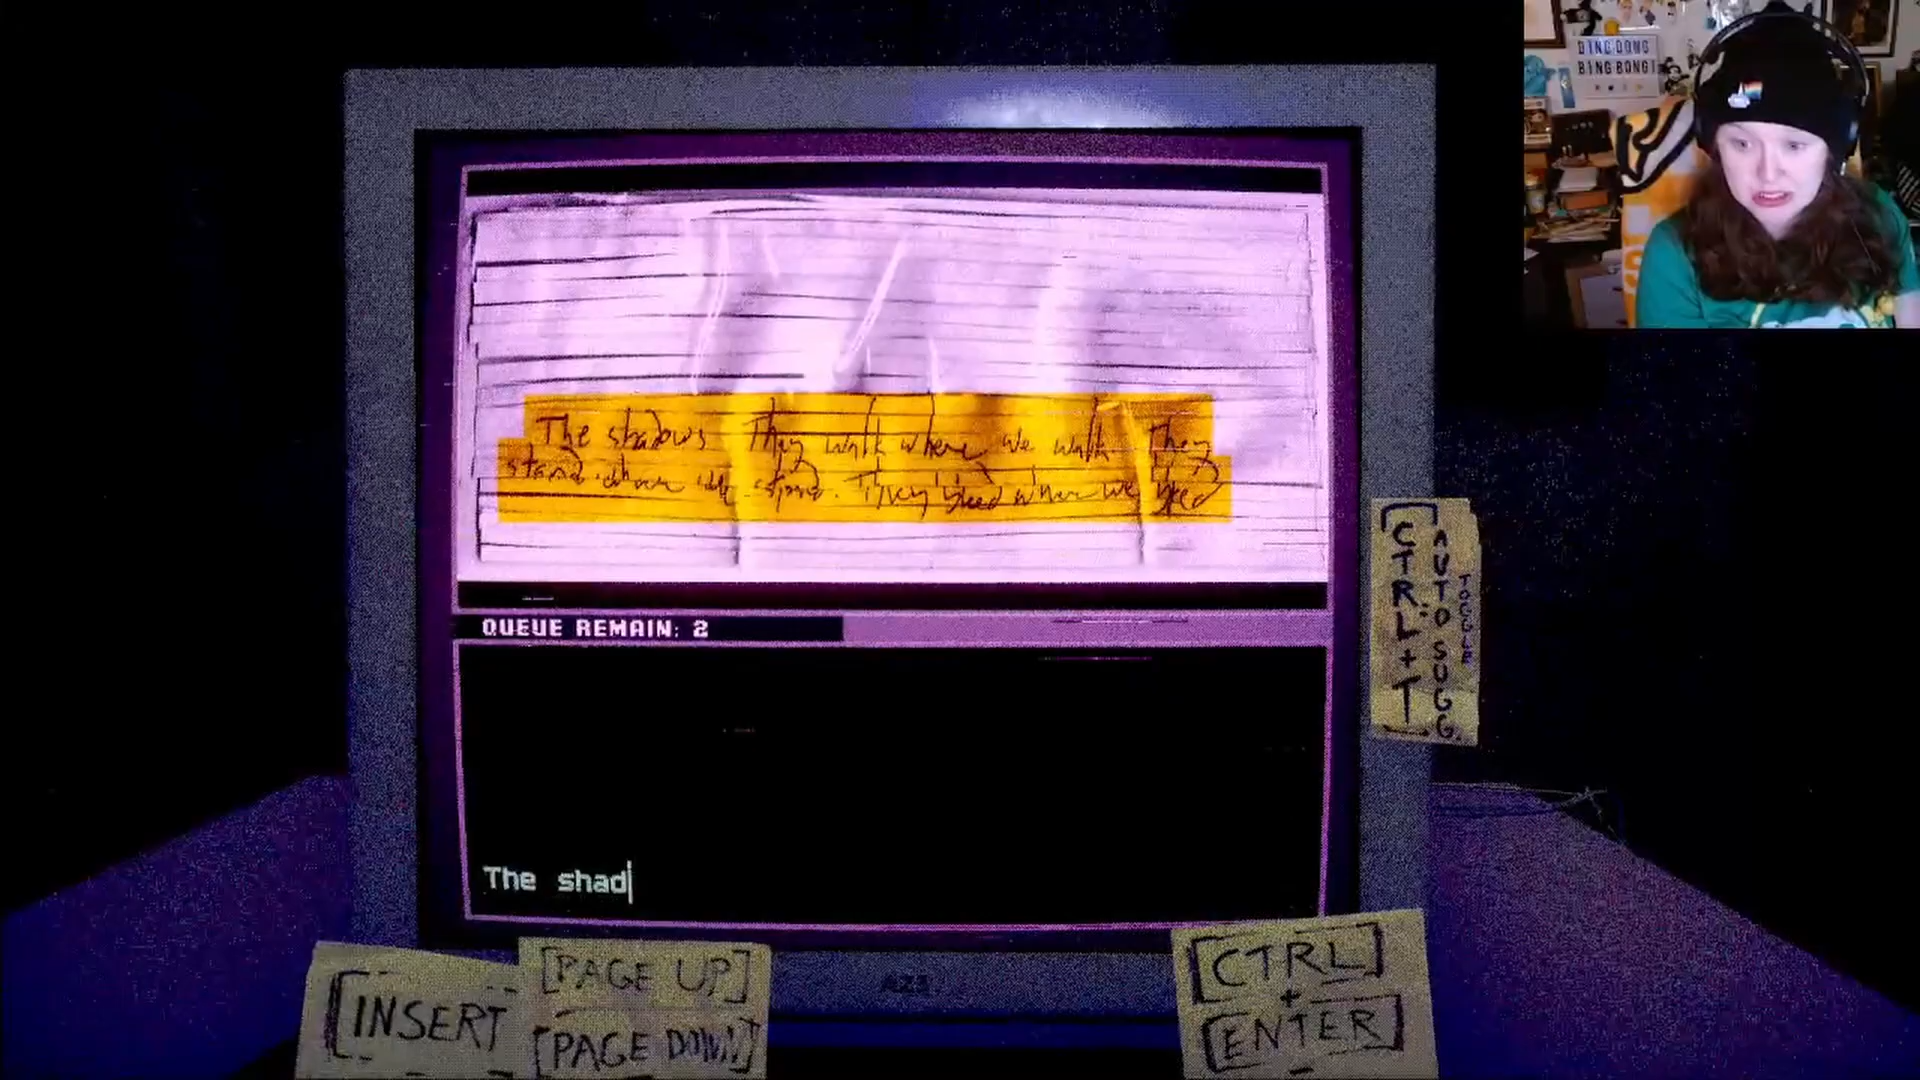 DING DONG
BING BONG!
The shadows They walk where we walk They
stand where we stand. They bleed where we bleed
QUEUE REMAIN: 2
The shad
[CTRL+T]
AUTO SUGG.
TOGGLE
[INSERT
[PAGE UP]
[PAGE DOWN]
[CTRL]
+
[ENTER]